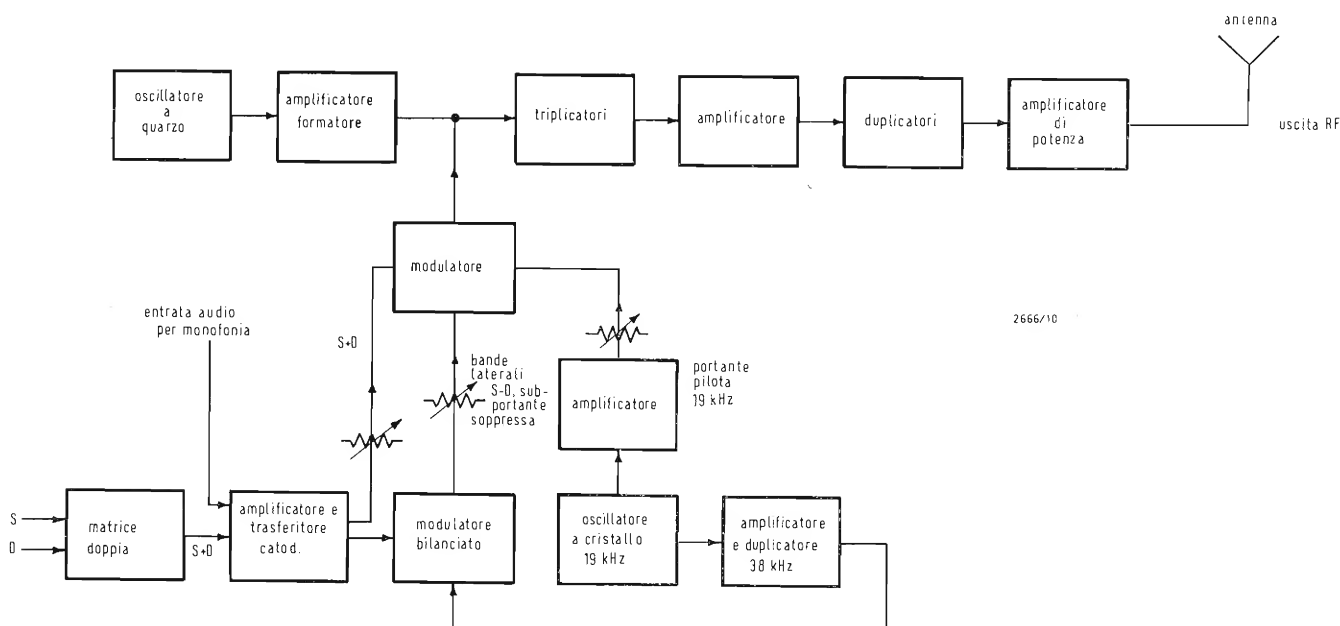 antenna
oscillatore
a
quarzo
amplificatore
formatore
triplicatori
amplificatore
duplicatori
amplificatore
di
potenza
uscita RF
modulatore
entrata audio
per monofonia
S+D
2666/10
bande
laterali
S-D, sub-
portante
soppressa
amplificatore
portante
pilota
19 kHz
S
D
matrice
doppia
S+D
amplificatore e
trasferitore
catod.
modulatore
bilanciato
oscillatore
a cristallo
19 kHz
amplificatore
e duplicatore
38 kHz